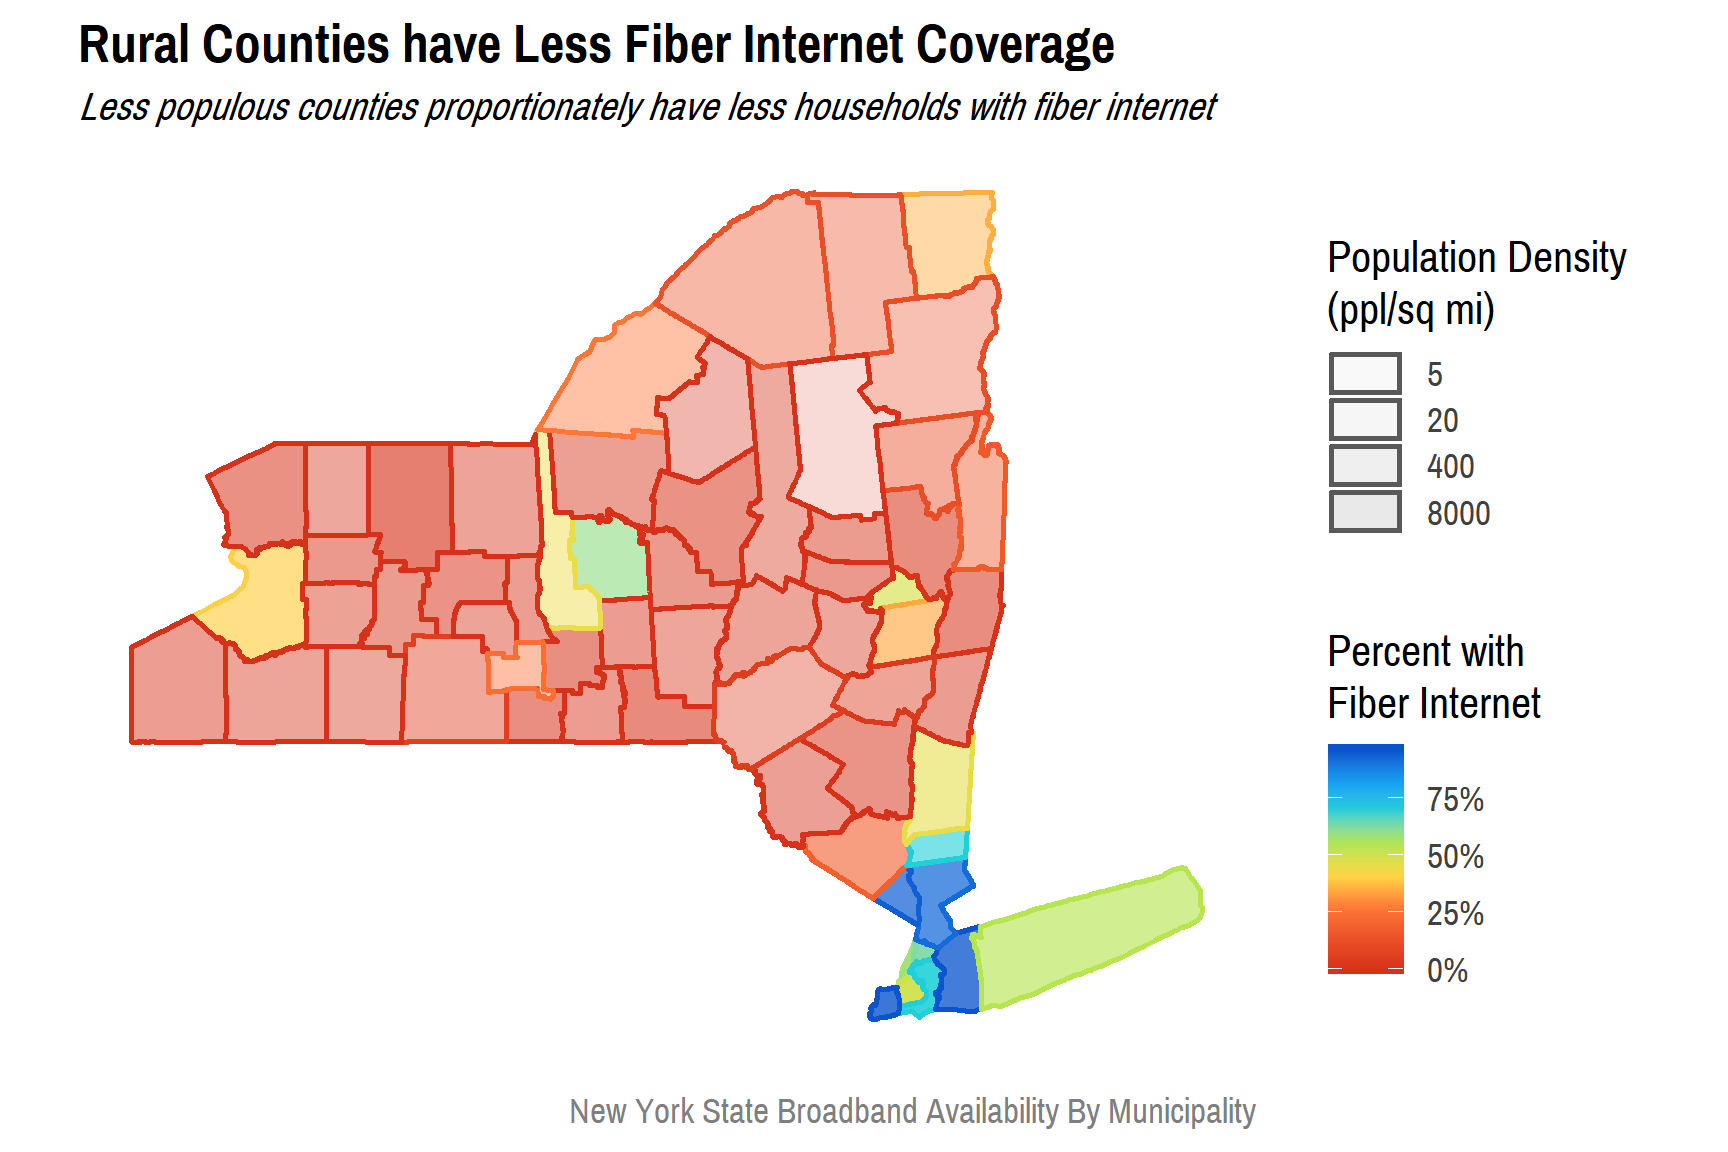 Rural Counties have Less Fiber Internet Coverage
Less populous counties proportionately have less households with fiber internet
Population Density
(ppl/sq mi)
5
20
400
8000
Percent with
Fiber Internet
75%
50%
25%
0%
New York State Broadband Availability By Municipality